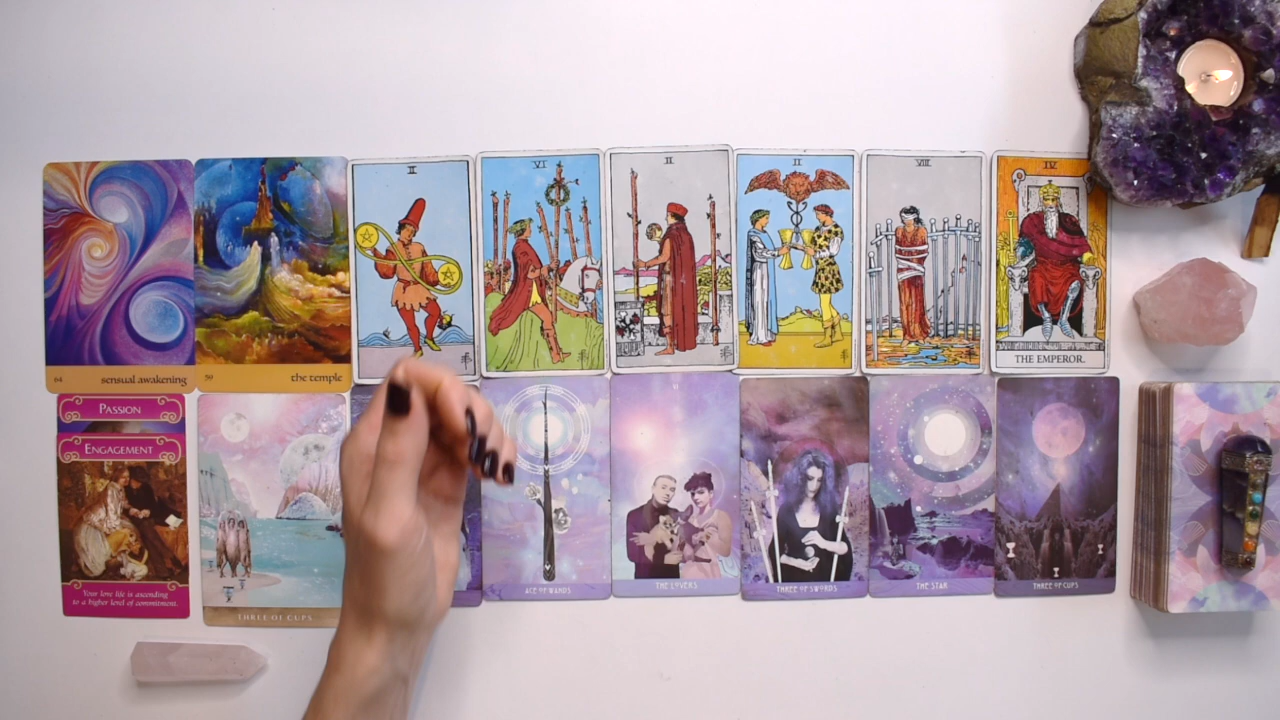 II
VI
II
II
VIII
IV
64 sensual awakening
59 the temple
THE EMPEROR.
PASSION
ENGAGEMENT
Your love life is ascending
to a higher level of commitment.
THREE OF CUPS
ACE OF WANDS
VI
THE LOVERS
THREE OF SWORDS
THE STAR
THREE OF CUPS